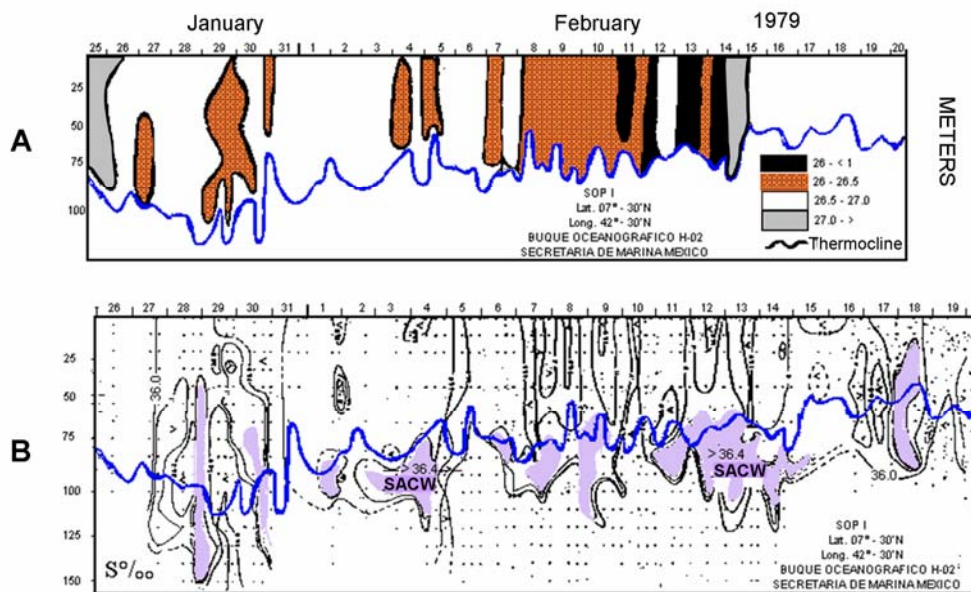 January February 1979
25 26 27 28 29 30 31 1 2 3 4 5 6 7 8 9 10 11 12 13 14 15 16 17 18 19 20
A
METERS
25
50
75
100
26 - < 1
26 - 26.5
26.5 - 27.0
27.0 - >
Thermocline
SOP I
Lat. 07° - 30'N
Long. 42° - 30'N
BUQUE OCEANOGRAFICO H-02
SECRETARIA DE MARINA MEXICO
26 27 28 29 30 31 1 2 3 4 5 6 7 8 9 10 11 12 13 14 15 16 17 18 19
B
25
50
75
100
125
150
36.0
> 36.4
SACW
> 36.4
SACW
36.0
S°/oo
SOP I
Lat. 07° - 30'N
Long. 42° - 30'N
BUQUE OCEANOGRAFICO H-02
SECRETARIA DE MARINA MEXICO